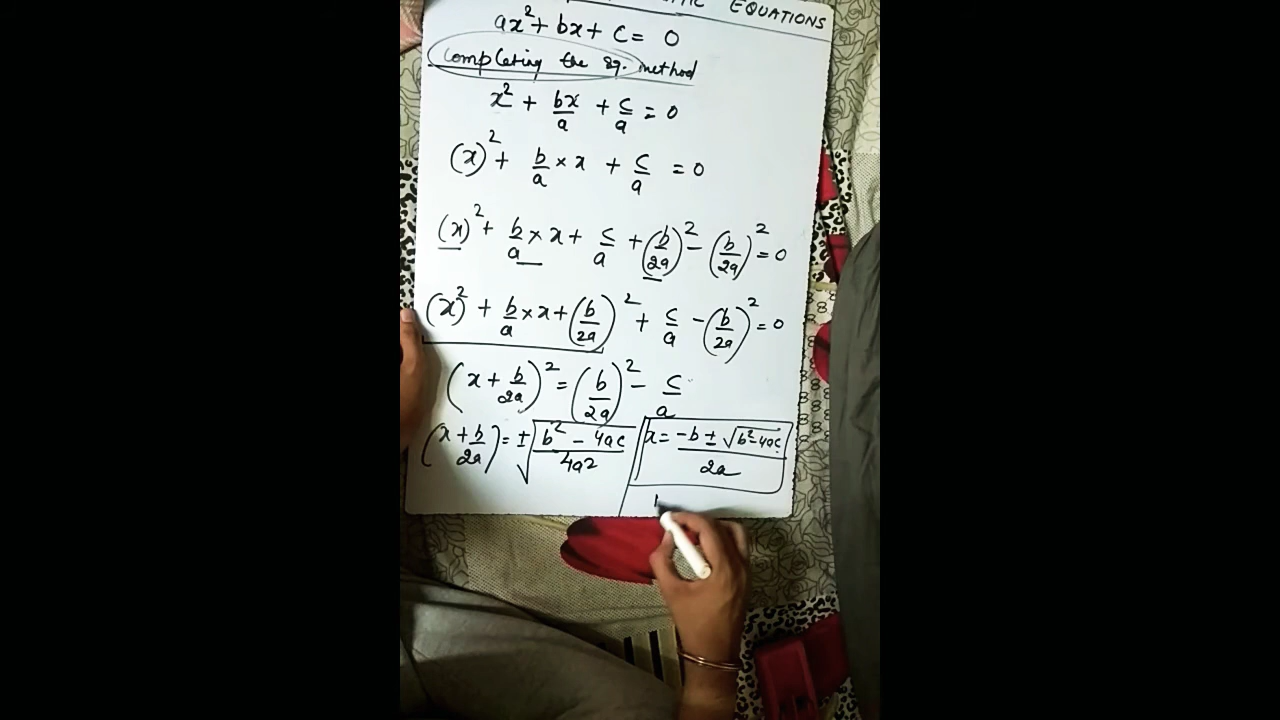 EQUATIONS
ax² + bx + c = 0
Completing the sq. method
x² + bx/a + c/a = 0
(x)² + b/a × x + c/a = 0
(x)² + b/a × x + c/a + (b/2a)² - (b/2a)² = 0
(x)² + b/a × x + (b/2a)² + c/a - (b/2a)² = 0
(x + b/2a)² = (b/2a)² - c/a
(x + b/2a) = ± √(b² - 4ac / 4a²)
x = -b ± √(b² - 4ac) / 2a